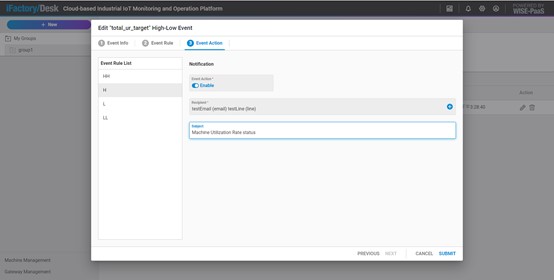 iFactory/Desk Cloud-based Industrial IoT Monitoring and Operation Platform
POWERED BY
WISE-PaaS
+ New
My Groups
group1
Edit "total_ur_target" High-Low Event
1 Event Info 2 Event Rule 3 Event Action
Event Rule List
HH
H
L
LL
Notification
Event Action *
Enable
Recipient *
testEmail (email) testLine (line)
Subject
Machine Utilization Rate status
Action
PREVIOUS NEXT CANCEL SUBMIT
Machine Management
Gateway Management